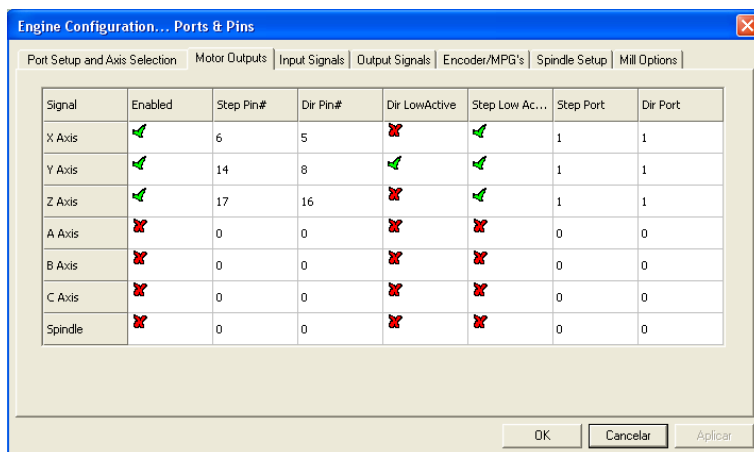 Engine Configuration... Ports & Pins
Port Setup and Axis Selection Motor Outputs Input Signals Output Signals Encoder/MPG's Spindle Setup Mill Options
Signal Enabled Step Pin# Dir Pin# Dir LowActive Step Low Ac... Step Port Dir Port
X Axis 6 5 1 1
Y Axis 14 8 1 1
Z Axis 17 16 1 1
A Axis 0 0 0 0
B Axis 0 0 0 0
C Axis 0 0 0 0
Spindle 0 0 0 0
OK Cancelar Aplicar